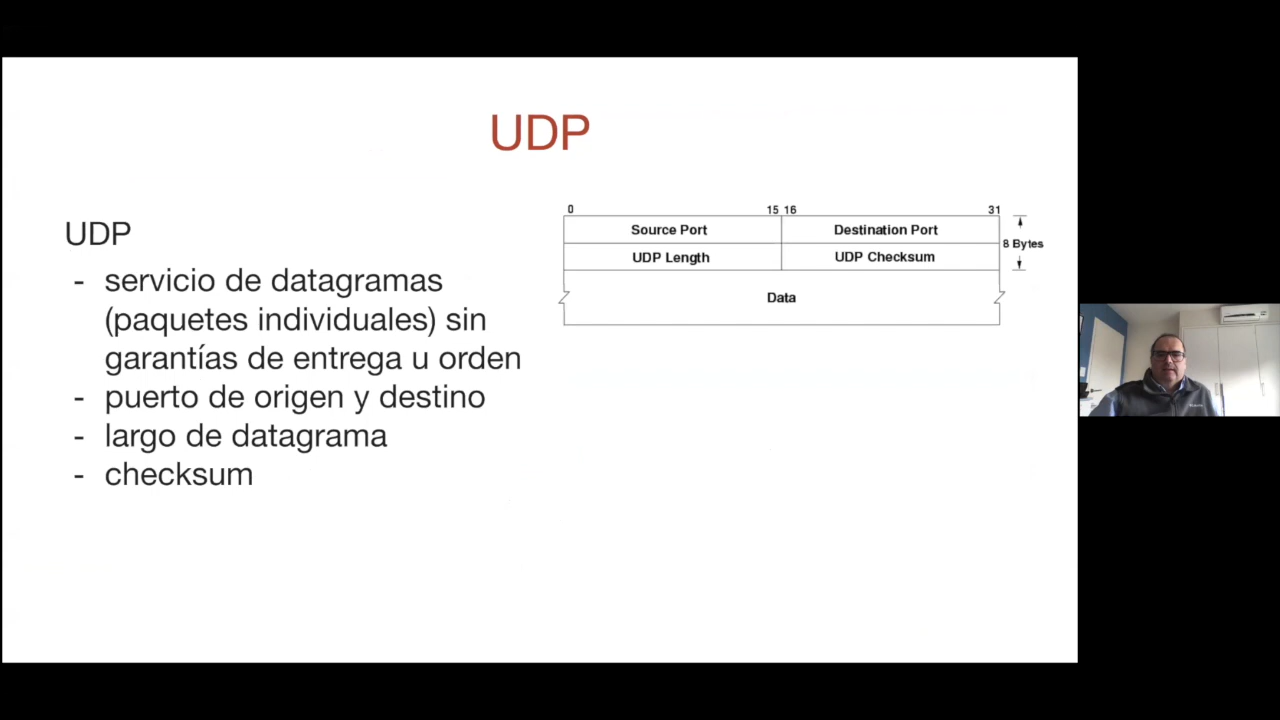 UDP
UDP
- servicio de datagramas
(paquetes individuales) sin
garantías de entrega u orden
- puerto de origen y destino
- largo de datagrama
- checksum
0 15 16 31
Source Port Destination Port
8 Bytes
UDP Length UDP Checksum
Data